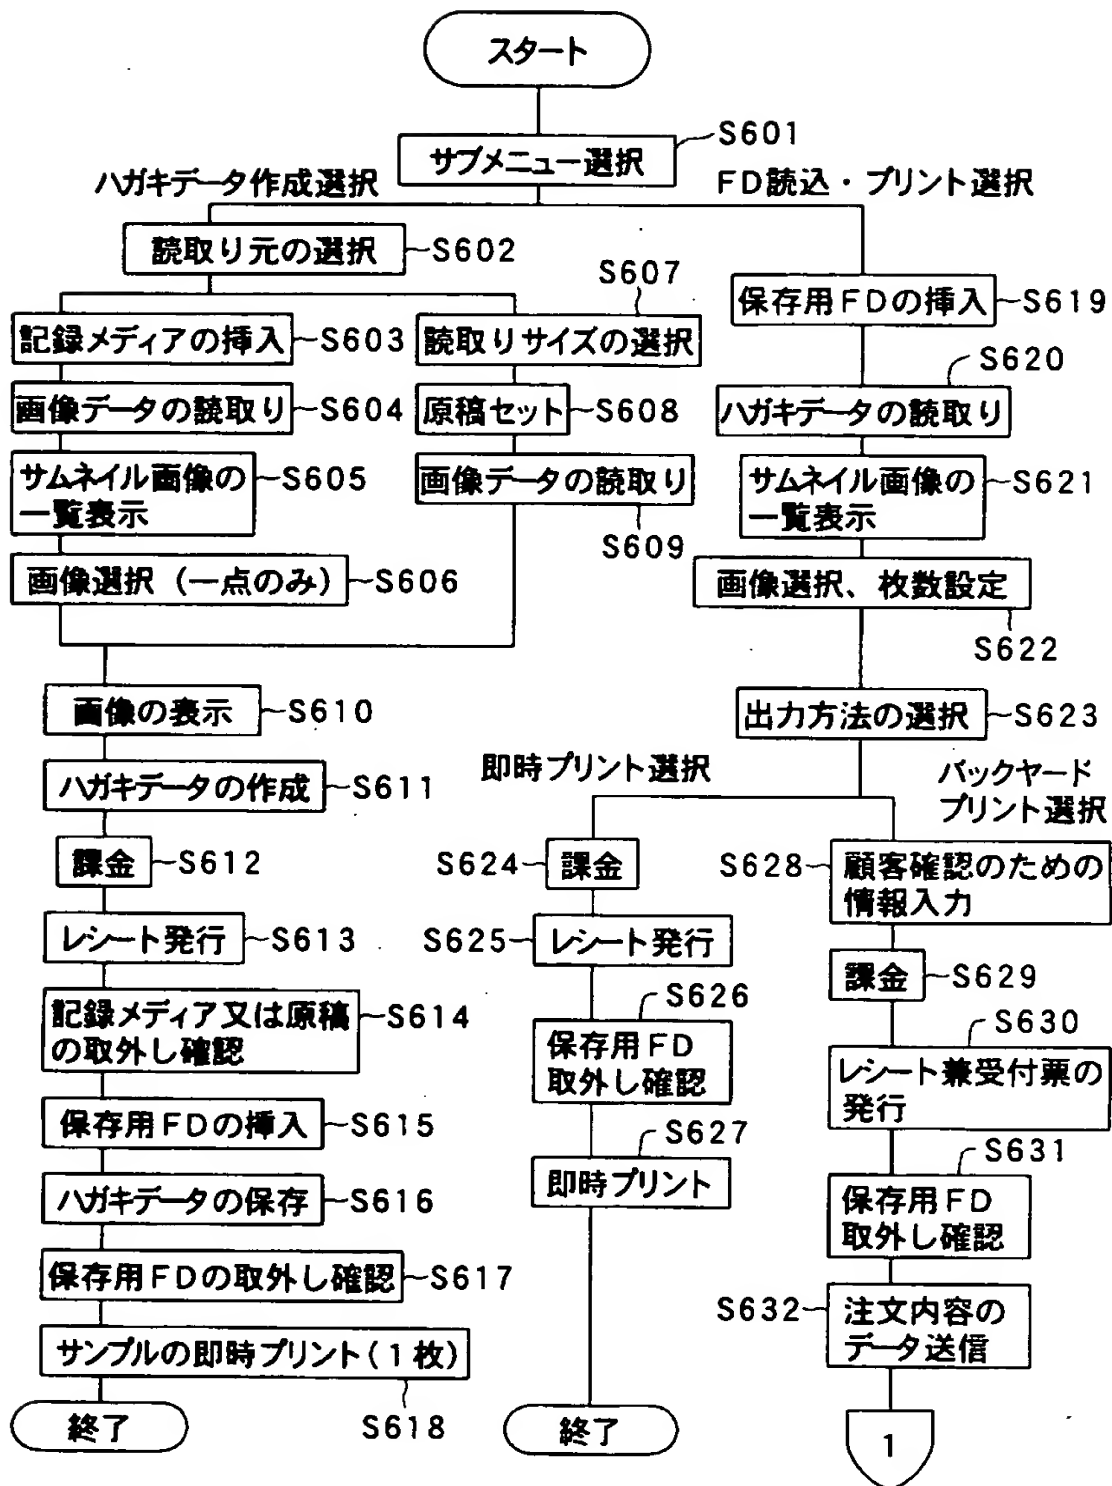 スタート
サブメニュー選択
S601
ハガキデータ作成選択
FD読込・プリント選択
読取り元の選択
S602
記録メディアの挿入
S603
画像データの読取り
S604
サムネイル画像の
一覧表示
S605
画像選択（一点のみ）
S606
S607
読取りサイズの選択
原稿セット
S608
画像データの読取り
S609
画像の表示
S610
ハガキデータの作成
S611
課金
S612
レシート発行
S613
記録メディア又は原稿
の取外し確認
S614
保存用FDの挿入
S615
ハガキデータの保存
S616
保存用FDの取外し確認
S617
サンプルの即時プリント（1枚）
S618
終了
保存用FDの挿入
S619
S620
ハガキデータの読取り
サムネイル画像の
一覧表示
S621
画像選択、枚数設定
S622
出力方法の選択
S623
即時プリント選択
S624
課金
S625
レシート発行
S626
保存用FD
取外し確認
S627
即時プリント
終了
バックヤード
プリント選択
S628
顧客確認のための
情報入力
課金
S629
S630
レシート兼受付票の
発行
S631
保存用FD
取外し確認
S632
注文内容の
データ送信
1